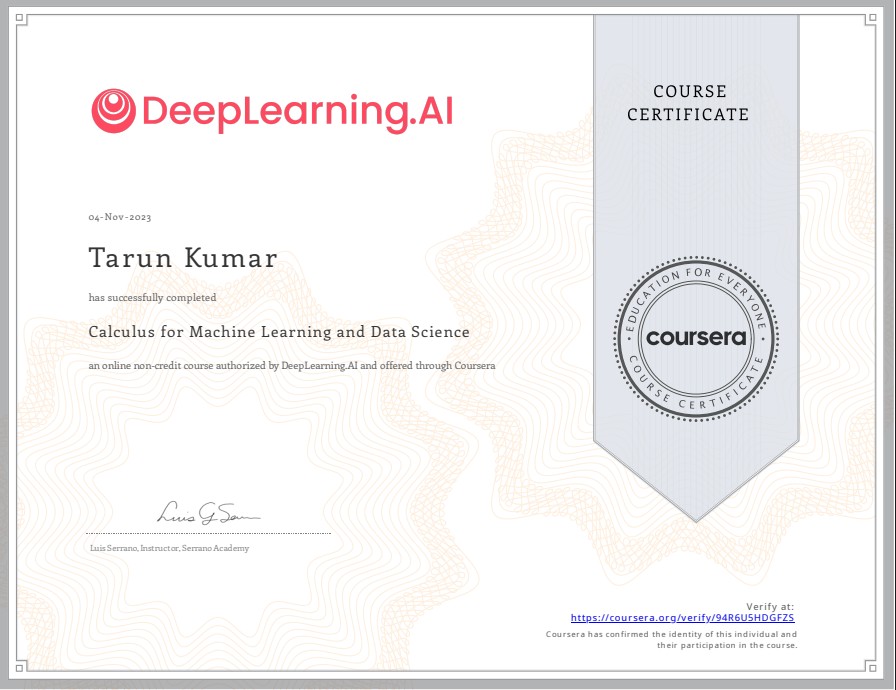 DeepLearning.AI
COURSE
CERTIFICATE
04-Nov-2023
Tarun Kumar
has successfully completed
Calculus for Machine Learning and Data Science
an online non-credit course authorized by DeepLearning.AI and offered through Coursera
EDUCATION FOR EVERYONE
coursera
COURSE CERTIFICATE
Luis G Serrano
Luis Serrano, Instructor, Serrano Academy
Verify at:
https://coursera.org/verify/94R6U5HDGFZS
Coursera has confirmed the identity of this individual and
their participation in the course.